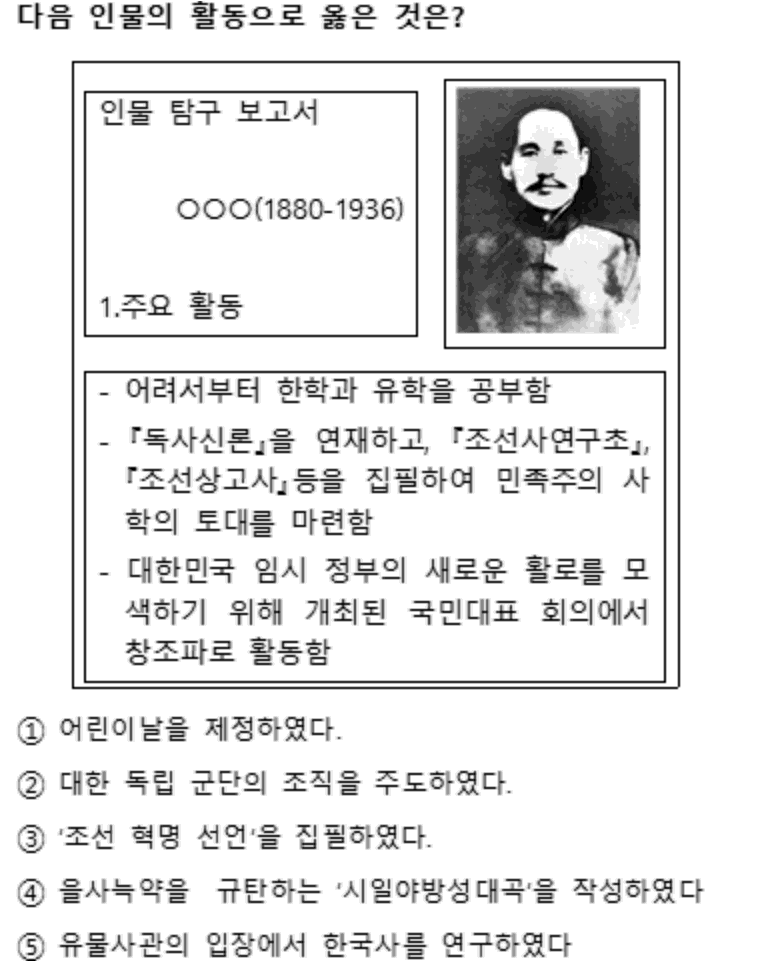 다음 인물의 활동으로 옳은 것은?
인물 탐구 보고서
○○○(1880-1936)
1.주요 활동
- 어려서부터 한학과 유학을 공부함
- 『독사신론』을 연재하고, 『조선사연구초』,
『조선상고사』등을 집필하여 민족주의 사
학의 토대를 마련함
- 대한민국 임시 정부의 새로운 활로를 모
색하기 위해 개최된 국민대표 회의에서
창조파로 활동함
① 어린이날을 제정하였다.
② 대한 독립 군단의 조직을 주도하였다.
③ '조선 혁명 선언'을 집필하였다.
④ 을사늑약을 규탄하는 '시일야방성대곡'을 작성하였다
⑤ 유물사관의 입장에서 한국사를 연구하였다